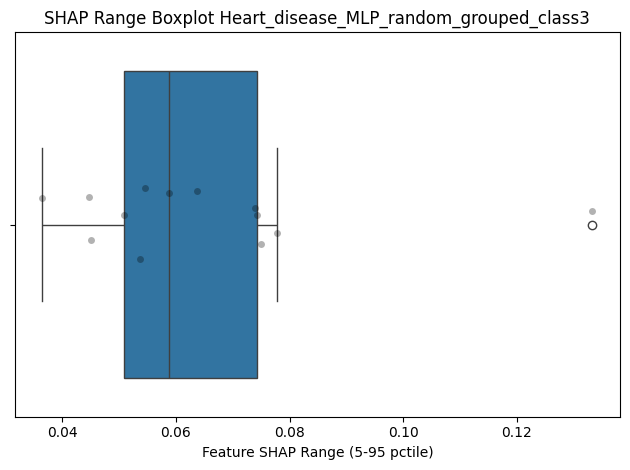 SHAP Range Boxplot Heart_disease_MLP_random_grouped_class3
0.04 0.06 0.08 0.10 0.12
Feature SHAP Range (5-95 pctile)